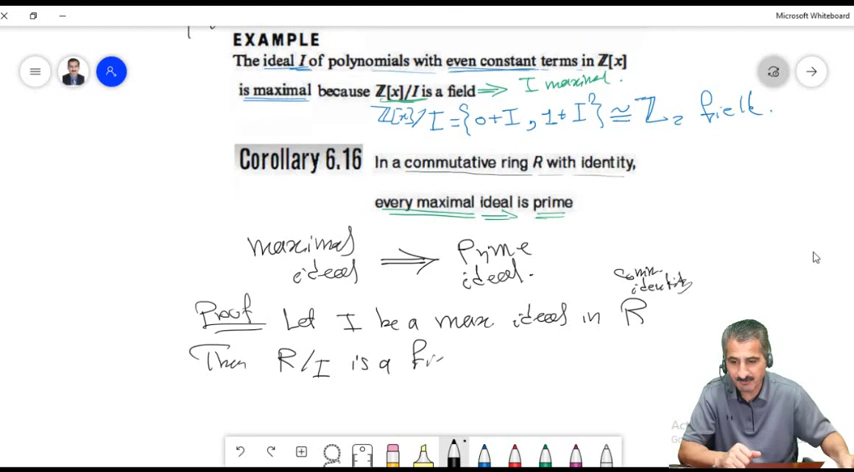 Microsoft Whiteboard
EXAMPLE
The ideal I of polynomials with even constant terms in Z[x]
is maximal because Z[x]/I is a field ⟹ I maximal.
Z[x]/I = {0+I, 1+I} ≅ Z₂ field.
Corollary 6.16 In a commutative ring R with identity,
every maximal ideal is prime
maximal ideal ⟹ Prime ideal.
comm. identity
Proof Let I be a max ideal in R
Then R/I is a fi